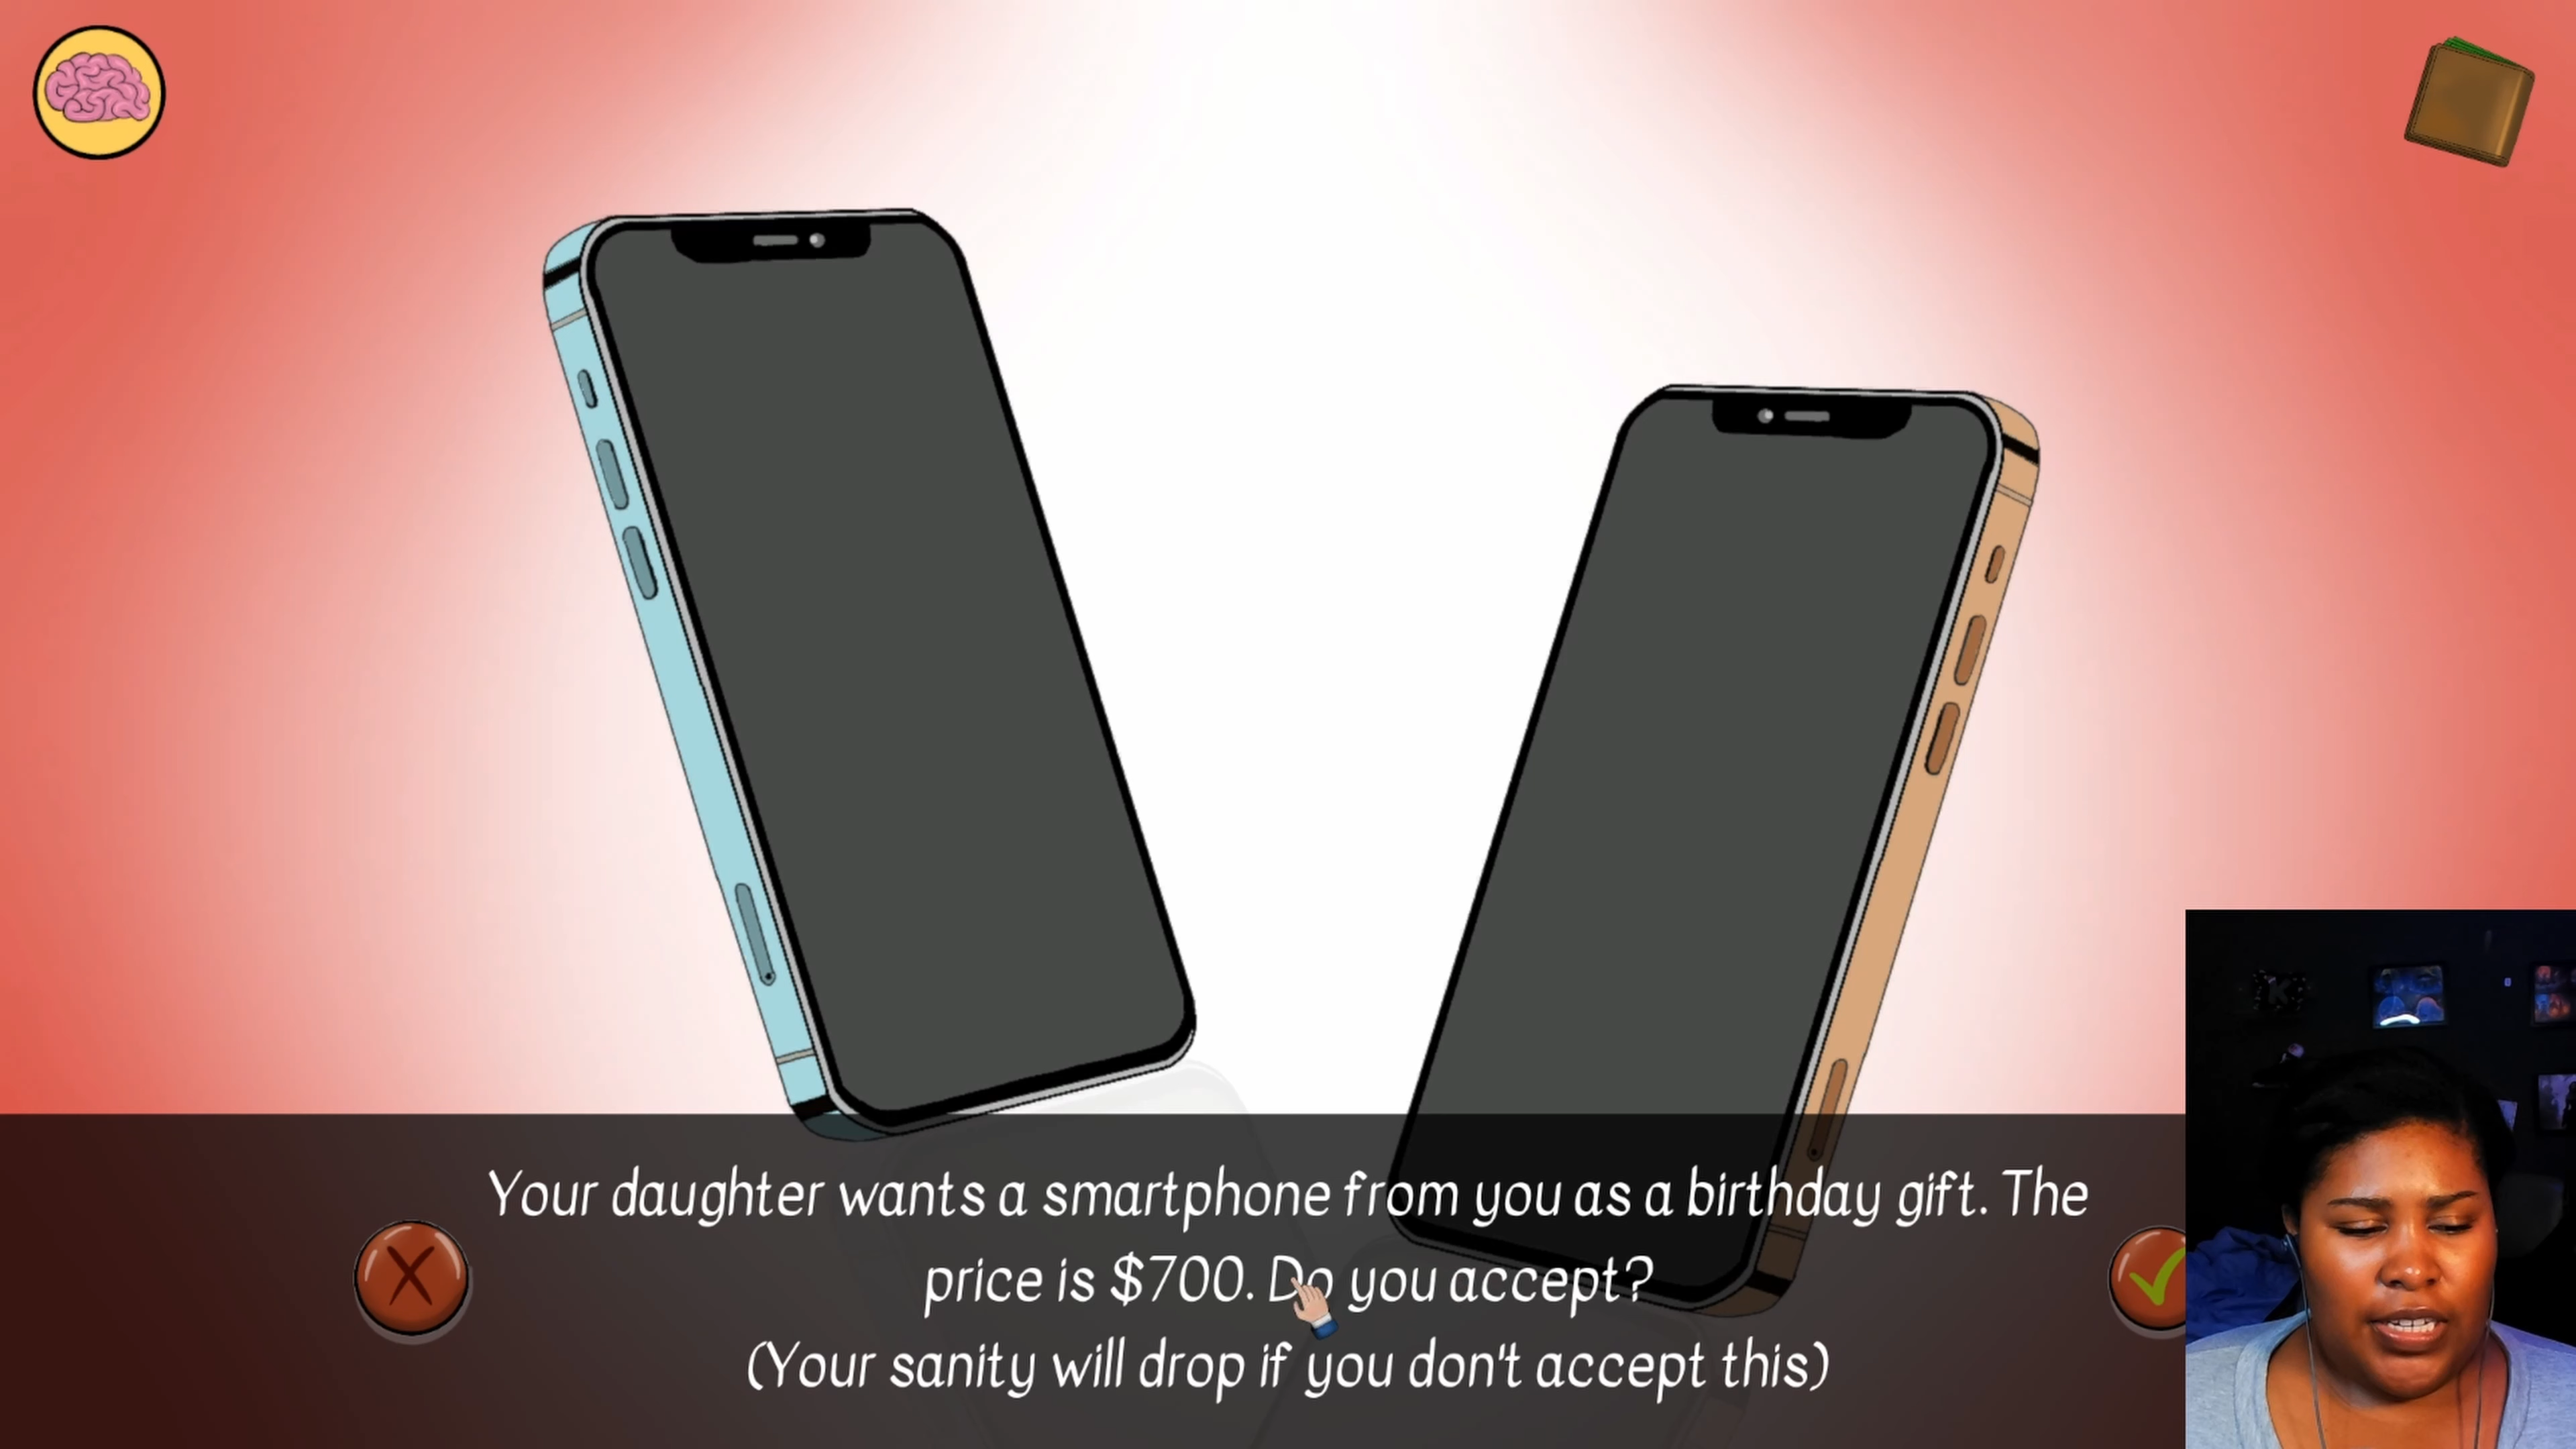 Your daughter wants a smartphone from you as a birthday gift. The
price is $700. Do you accept?
(Your sanity will drop if you don't accept this)